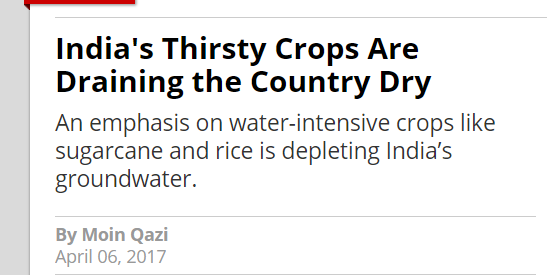 India's Thirsty Crops Are
Draining the Country Dry
An emphasis on water-intensive crops like
sugarcane and rice is depleting India’s
groundwater.
By Moin Qazi
April 06, 2017